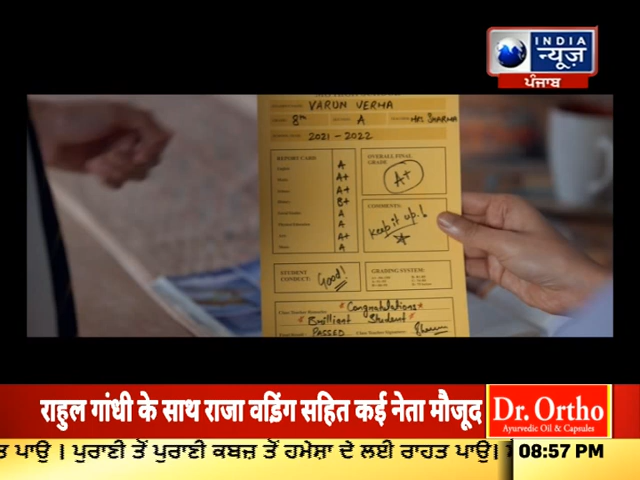 INDIA
न्यूज़
ਪੰਜਾਬ
VARUN VERMA
8TH A MR. SHARMA
2021 - 2022
REPORT CARD
A
A+
A+
B+
A
A
A+
A
OVERALL FINAL
GRADE
A+
COMMENTS:
Keep it up!
STUDENT
CONDUCT:
Good!
GRADING SYSTEM:
Congratulations
Brilliant Student
PASSED
राहुल गांधी के साथ राजा वड़िंग सहित कई नेता मौजूद
Dr. Ortho
Ayurvedic Oil & Capsules
ਪਾਉ । ਪੁਰਾਣੀ ਤੋਂ ਪੁਰਾਣੀ ਕਬਜ਼ ਤੋਂ ਹਮੇਸ਼ਾ ਦੇ ਲਈ ਰਾਹਤ ਪਾਉ।
08:57 PM